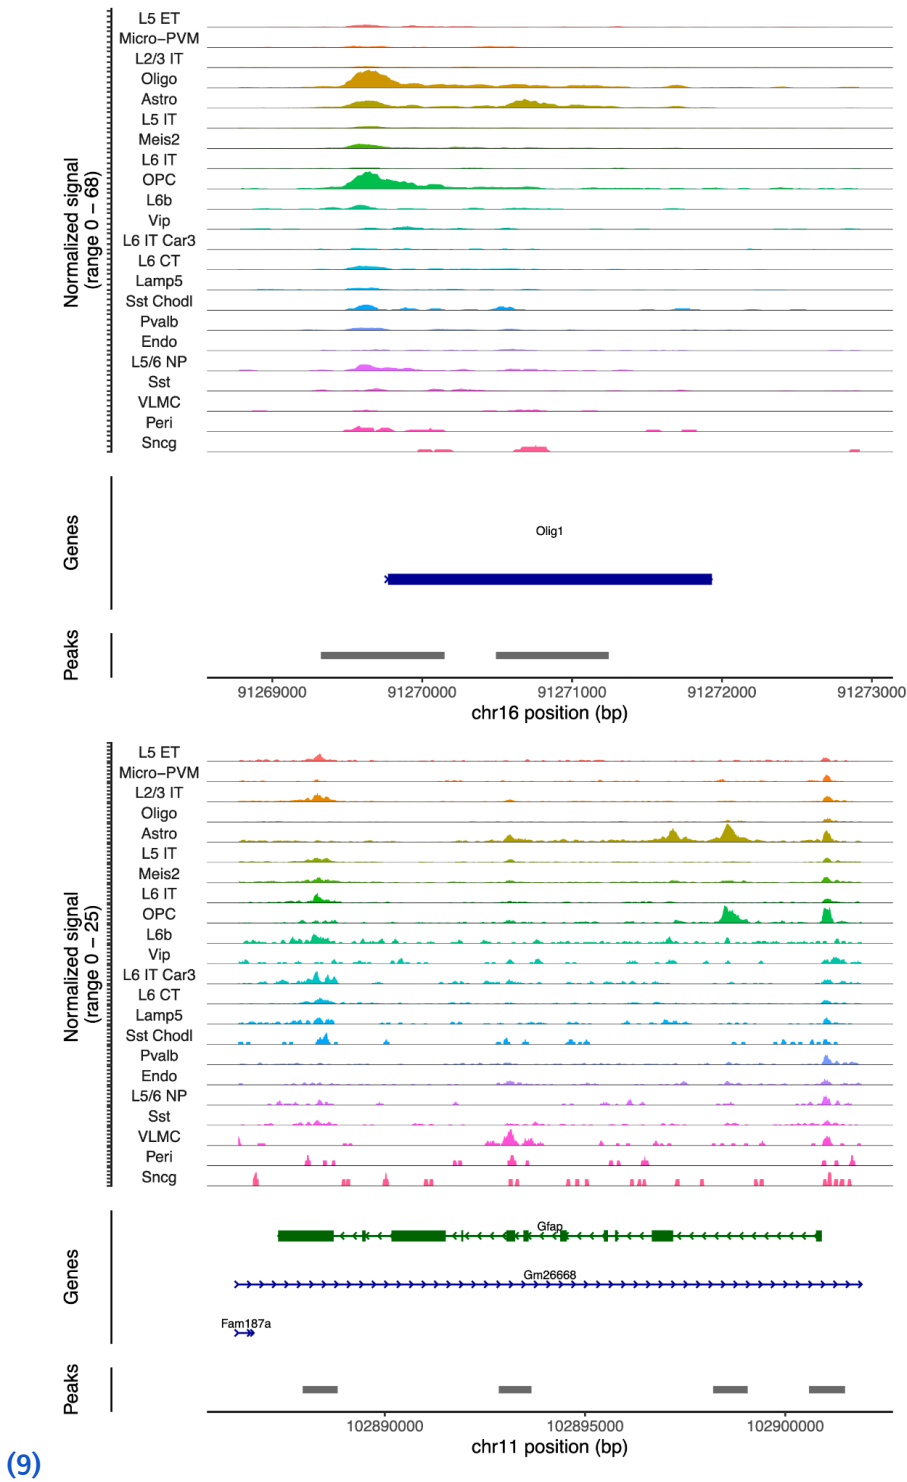 L5 ET
Micro-PVM
L2/3 IT
Oligo
Astro
L5 IT
Meis2
L6 IT
OPC
L6b
Vip
L6 IT Car3
L6 CT
Lamp5
Sst Chodl
Pvalb
Endo
L5/6 NP
Sst
VLMC
Peri
Sncg
Normalized signal
(range 0 – 68)
Genes
Olig1
Peaks
91269000 91270000 91271000 91272000 91273000
chr16 position (bp)
L5 ET
Micro-PVM
L2/3 IT
Oligo
Astro
L5 IT
Meis2
L6 IT
OPC
L6b
Vip
L6 IT Car3
L6 CT
Lamp5
Sst Chodl
Pvalb
Endo
L5/6 NP
Sst
VLMC
Peri
Sncg
Normalized signal
(range 0 – 25)
Genes
Gfap
Gm26668
Fam187a
Peaks
102890000 102895000 102900000
chr11 position (bp)
(9)